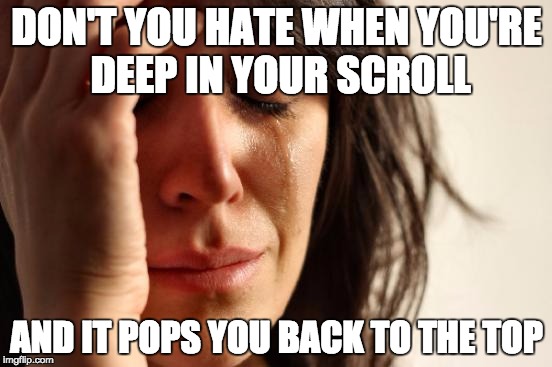 DON'T YOU HATE WHEN YOU'RE
DEEP IN YOUR SCROLL
AND IT POPS YOU BACK TO THE TOP
imgflip.com